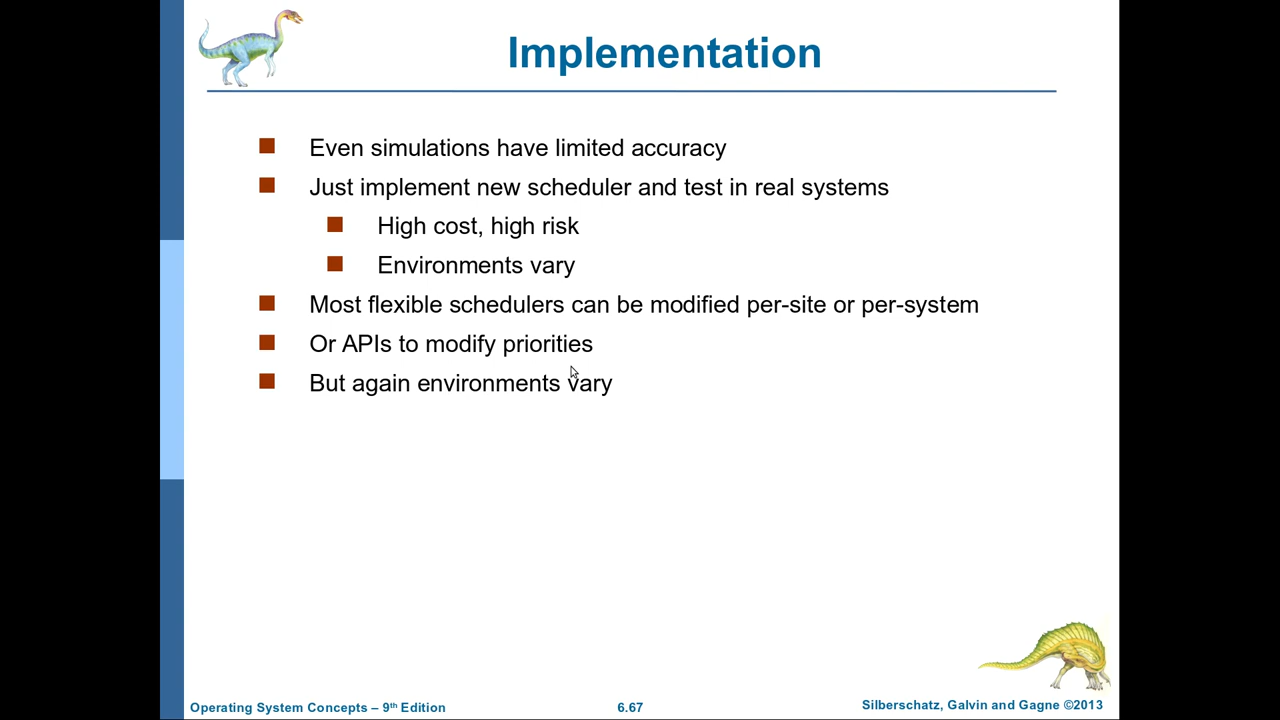 Implementation
Even simulations have limited accuracy
Just implement new scheduler and test in real systems
High cost, high risk
Environments vary
Most flexible schedulers can be modified per-site or per-system
Or APIs to modify priorities
But again environments vary
Operating System Concepts – 9th Edition
6.67
Silberschatz, Galvin and Gagne ©2013